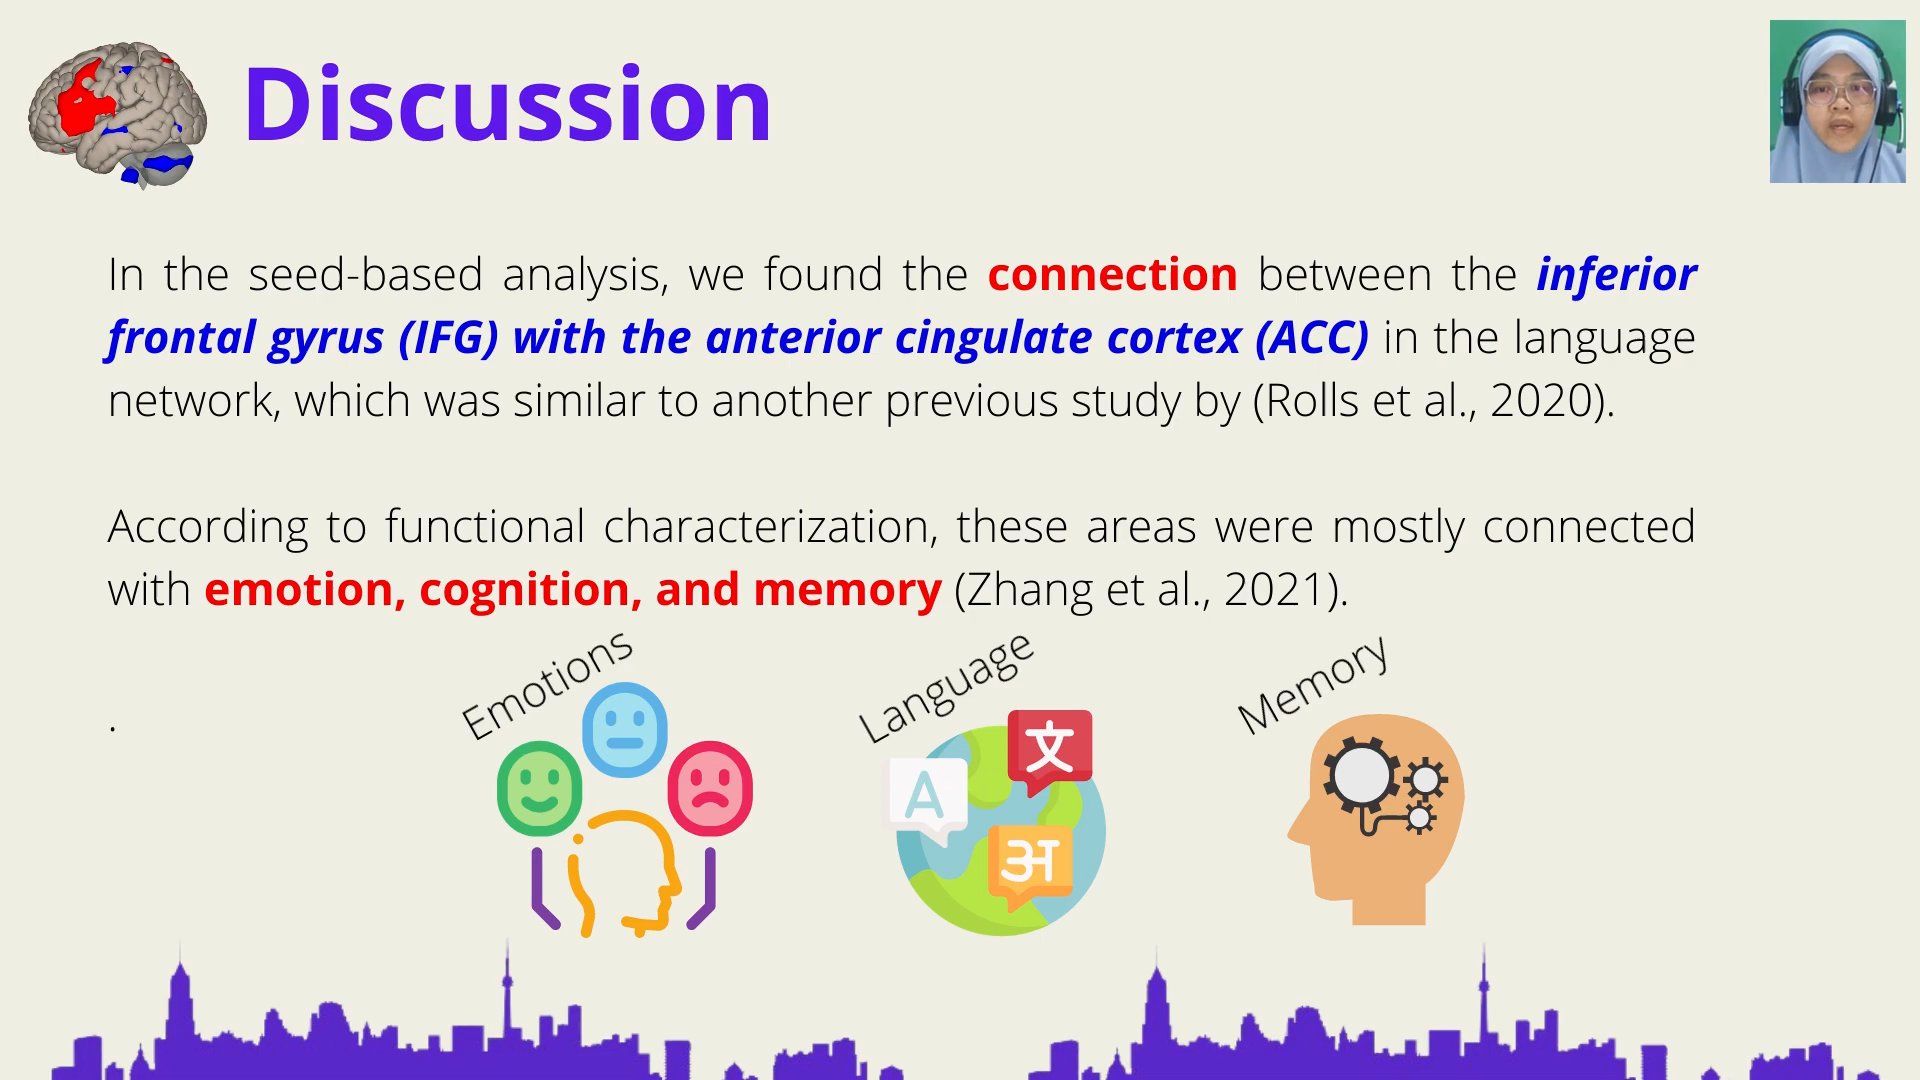 Discussion
In the seed-based analysis, we found the connection between the inferior
frontal gyrus (IFG) with the anterior cingulate cortex (ACC) in the language
network, which was similar to another previous study by (Rolls et al., 2020).
According to functional characterization, these areas were mostly connected
with emotion, cognition, and memory (Zhang et al., 2021).
Emotions
Language
Memory
.
文
A
अ